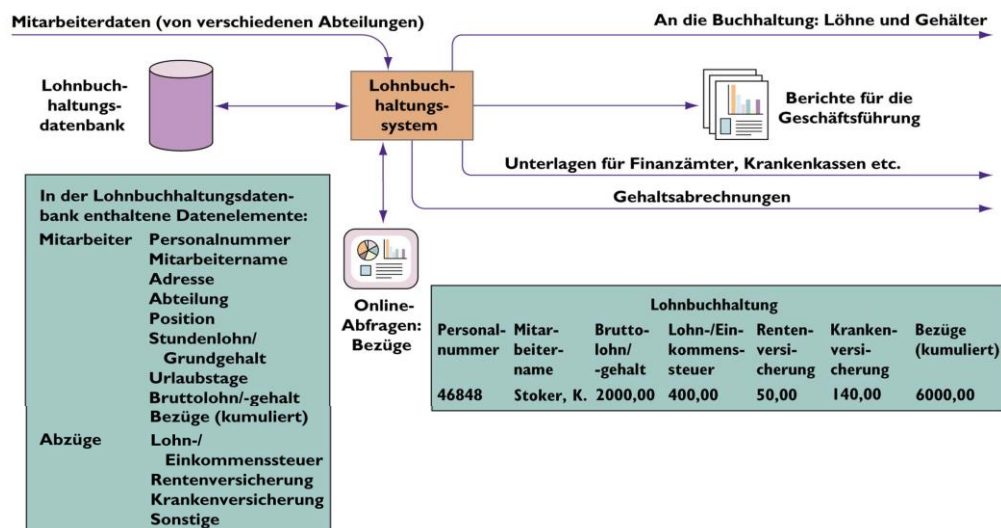 Mitarbeiterdaten (von verschiedenen Abteilungen)
An die Buchhaltung: Löhne und Gehälter
Lohnbuch-
haltungs-
datenbank
Lohnbuch-
haltungs-
system
Berichte für die
Geschäftsführung
Unterlagen für Finanzämter, Krankenkassen etc.
Gehaltsabrechnungen
In der Lohnbuchhaltungsdaten-
bank enthaltene Datenelemente:
Mitarbeiter Personalnummer
Mitarbeitername
Adresse
Abteilung
Position
Stundenlohn/
Grundgehalt
Urlaubstage
Bruttolohn/-gehalt
Bezüge (kumuliert)
Abzüge Lohn-/
Einkommenssteuer
Rentenversicherung
Krankenversicherung
Sonstige
Online-
Abfragen:
Bezüge
Lohnbuchhaltung
Personal- Mitar- Brutto- Lohn-/Ein- Renten- Kranken- Bezüge
nummer beiter- lohn/ kommens- versi- versi- (kumuliert)
name -gehalt steuer cherung cherung
46848 Stoker, K. 2000,00 400,00 50,00 140,00 6000,00